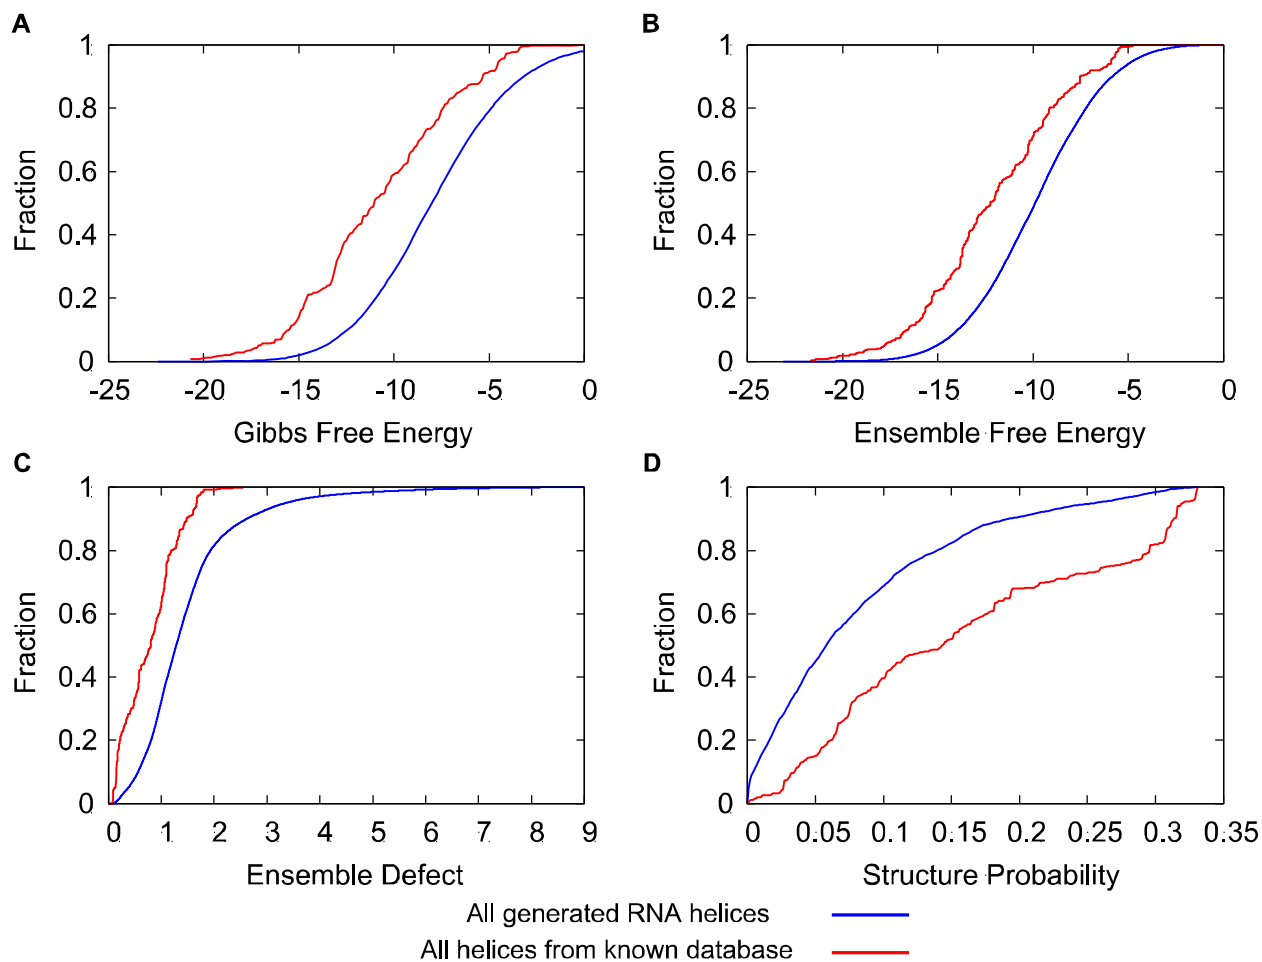 A
B
1
0.8
0.6
0.4
0.2
0
Fraction
-25 -20 -15 -10 -5 0
Gibbs Free Energy
1
0.8
0.6
0.4
0.2
0
Fraction
-25 -20 -15 -10 -5 0
Ensemble Free Energy
C
D
1
0.8
0.6
0.4
0.2
0
Fraction
0 1 2 3 4 5 6 7 8 9
Ensemble Defect
1
0.8
0.6
0.4
0.2
0
Fraction
0 0.05 0.1 0.15 0.2 0.25 0.3 0.35
Structure Probability
All generated RNA helices
All helices from known database